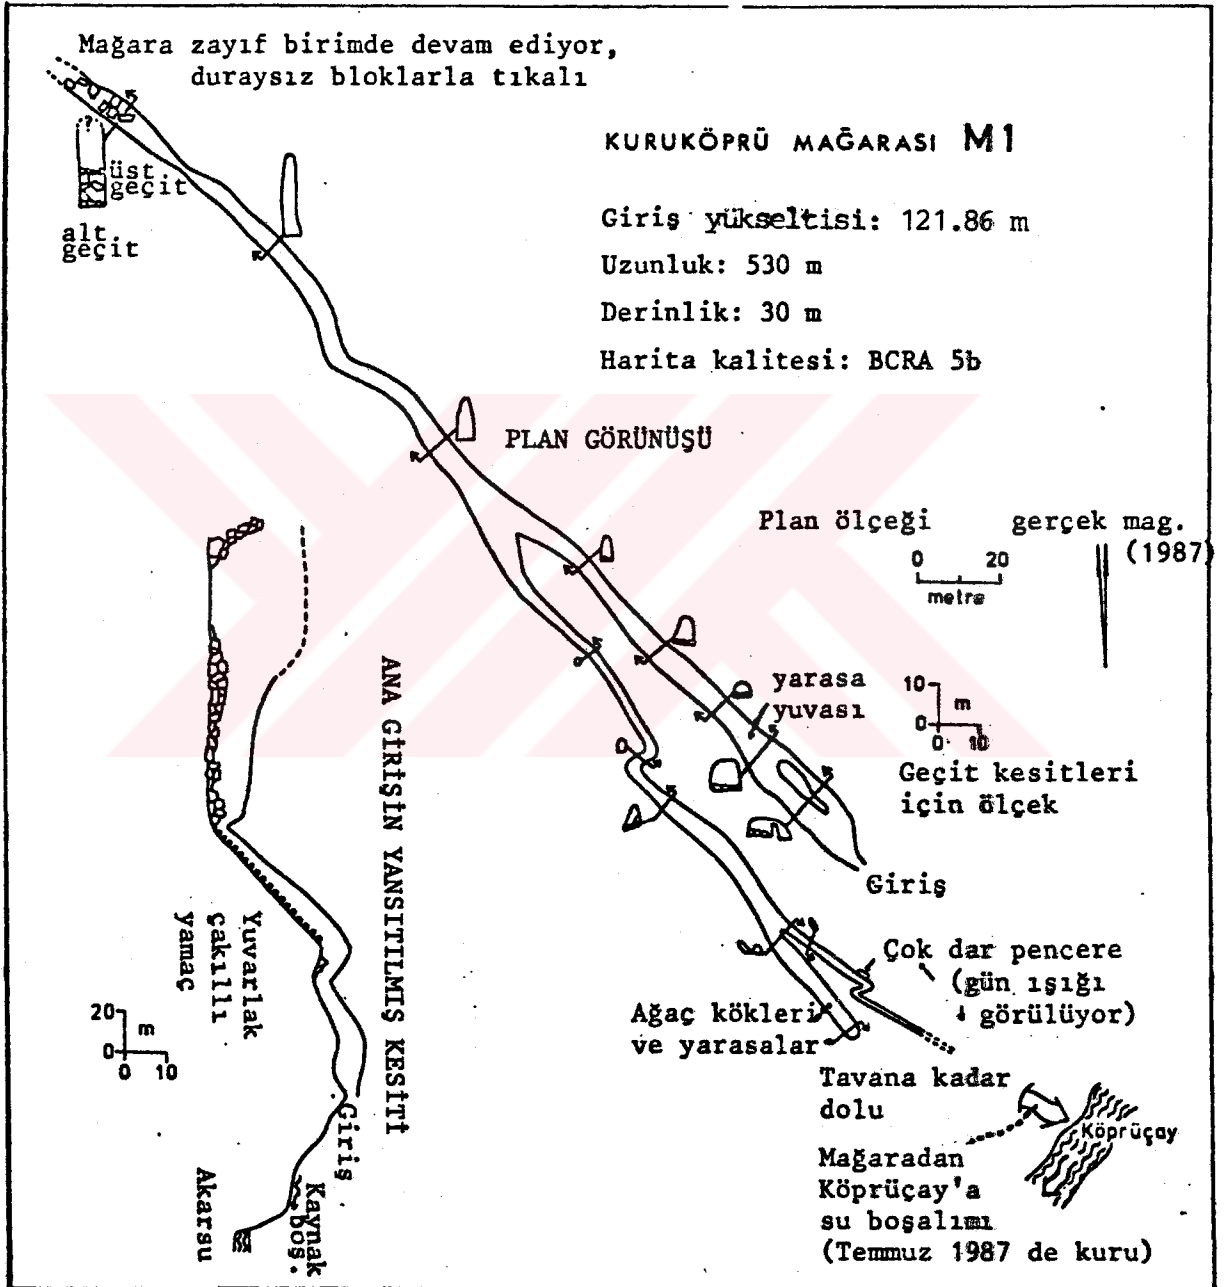 Mağara zayıf birimde devam ediyor,
duraysız bloklarla tıkalı
?
üst
geçit
alt
geçit
KURUKÖPRÜ MAĞARASI M1
Giriş yükseltisi: 121.86 m
Uzunluk: 530 m
Derinlik: 30 m
Harita kalitesi: BCRA 5b
PLAN GÖRÜNÜŞÜ
Plan ölçeği
0 20
metre
gerçek mag.
(1987)
yarasa
yuvası
10
m
0
0 10
Geçit kesitleri
için ölçek
Giriş
Çok dar pencere
(gün ışığı
görülüyor)
Ağaç kökleri
ve yarasalar
Tavana kadar
dolu
Köprüçay
Mağaradan
Köprüçay'a
su boşalımı
(Temmuz 1987 de kuru)
ANA GİRİŞİN YANSITILMIŞ KESİTİ
Yuvarlak
çakıllı
yamaç
20
m
0
0 10
Giriş
Kaynak
boş.
Akarsu